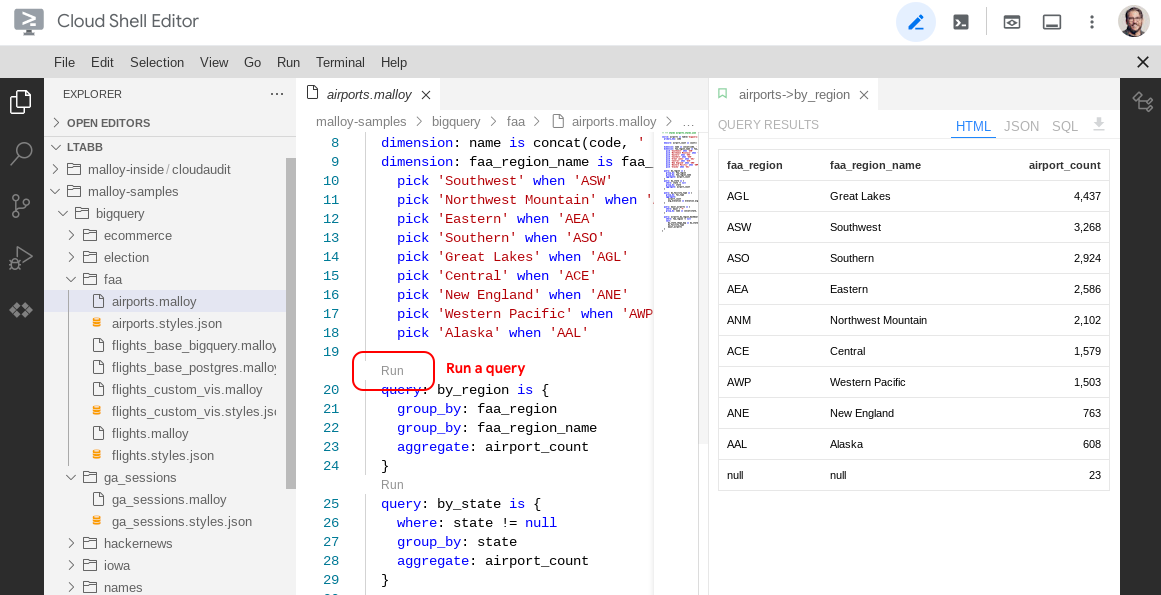 Cloud Shell Editor
File Edit Selection View Go Run Terminal Help
EXPLORER
OPEN EDITORS
LTABB
malloy-inside / cloudaudit
malloy-samples
bigquery
ecommerce
election
faa
airports.malloy
airports.styles.json
flights_base_bigquery.malloy
flights_base_postgres.malloy
flights_custom_vis.malloy
flights_custom_vis.styles.jso
flights.malloy
flights.styles.json
ga_sessions
ga_sessions.malloy
ga_sessions.styles.json
hackernews
iowa
names
airports.malloy
malloy-samples > bigquery > faa > airports.malloy > ...
8 dimension: name is concat(code, '
9 dimension: faa_region_name is faa_
10 pick 'Southwest' when 'ASW'
11 pick 'Northwest Mountain' when '
12 pick 'Eastern' when 'AEA'
13 pick 'Southern' when 'ASO'
14 pick 'Great Lakes' when 'AGL'
15 pick 'Central' when 'ACE'
16 pick 'New England' when 'ANE'
17 pick 'Western Pacific' when 'AWP
18 pick 'Alaska' when 'AAL'
19
Run
Run a query
20 query: by_region is {
21 group_by: faa_region
22 group_by: faa_region_name
23 aggregate: airport_count
24 }
Run
25 query: by_state is {
26 where: state != null
27 group_by: state
28 aggregate: airport_count
29 }
airports->by_region
QUERY RESULTS HTML JSON SQL
faa_region faa_region_name airport_count
AGL Great Lakes 4,437
ASW Southwest 3,268
ASO Southern 2,924
AEA Eastern 2,586
ANM Northwest Mountain 2,102
ACE Central 1,579
AWP Western Pacific 1,503
ANE New England 763
AAL Alaska 608
null null 23